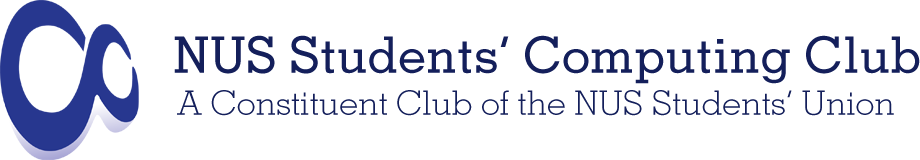 NUS Students’ Computing Club
A Constituent Club of the NUS Students’ Union